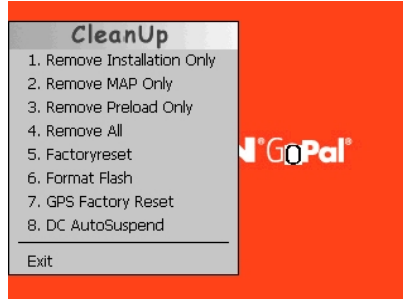 CleanUp
1. Remove Installation Only
2. Remove MAP Only
3. Remove Preload Only
4. Remove All
5. Factoryreset
6. Format Flash
7. GPS Factory Reset
8. DC AutoSuspend
Exit
N®GoPal®